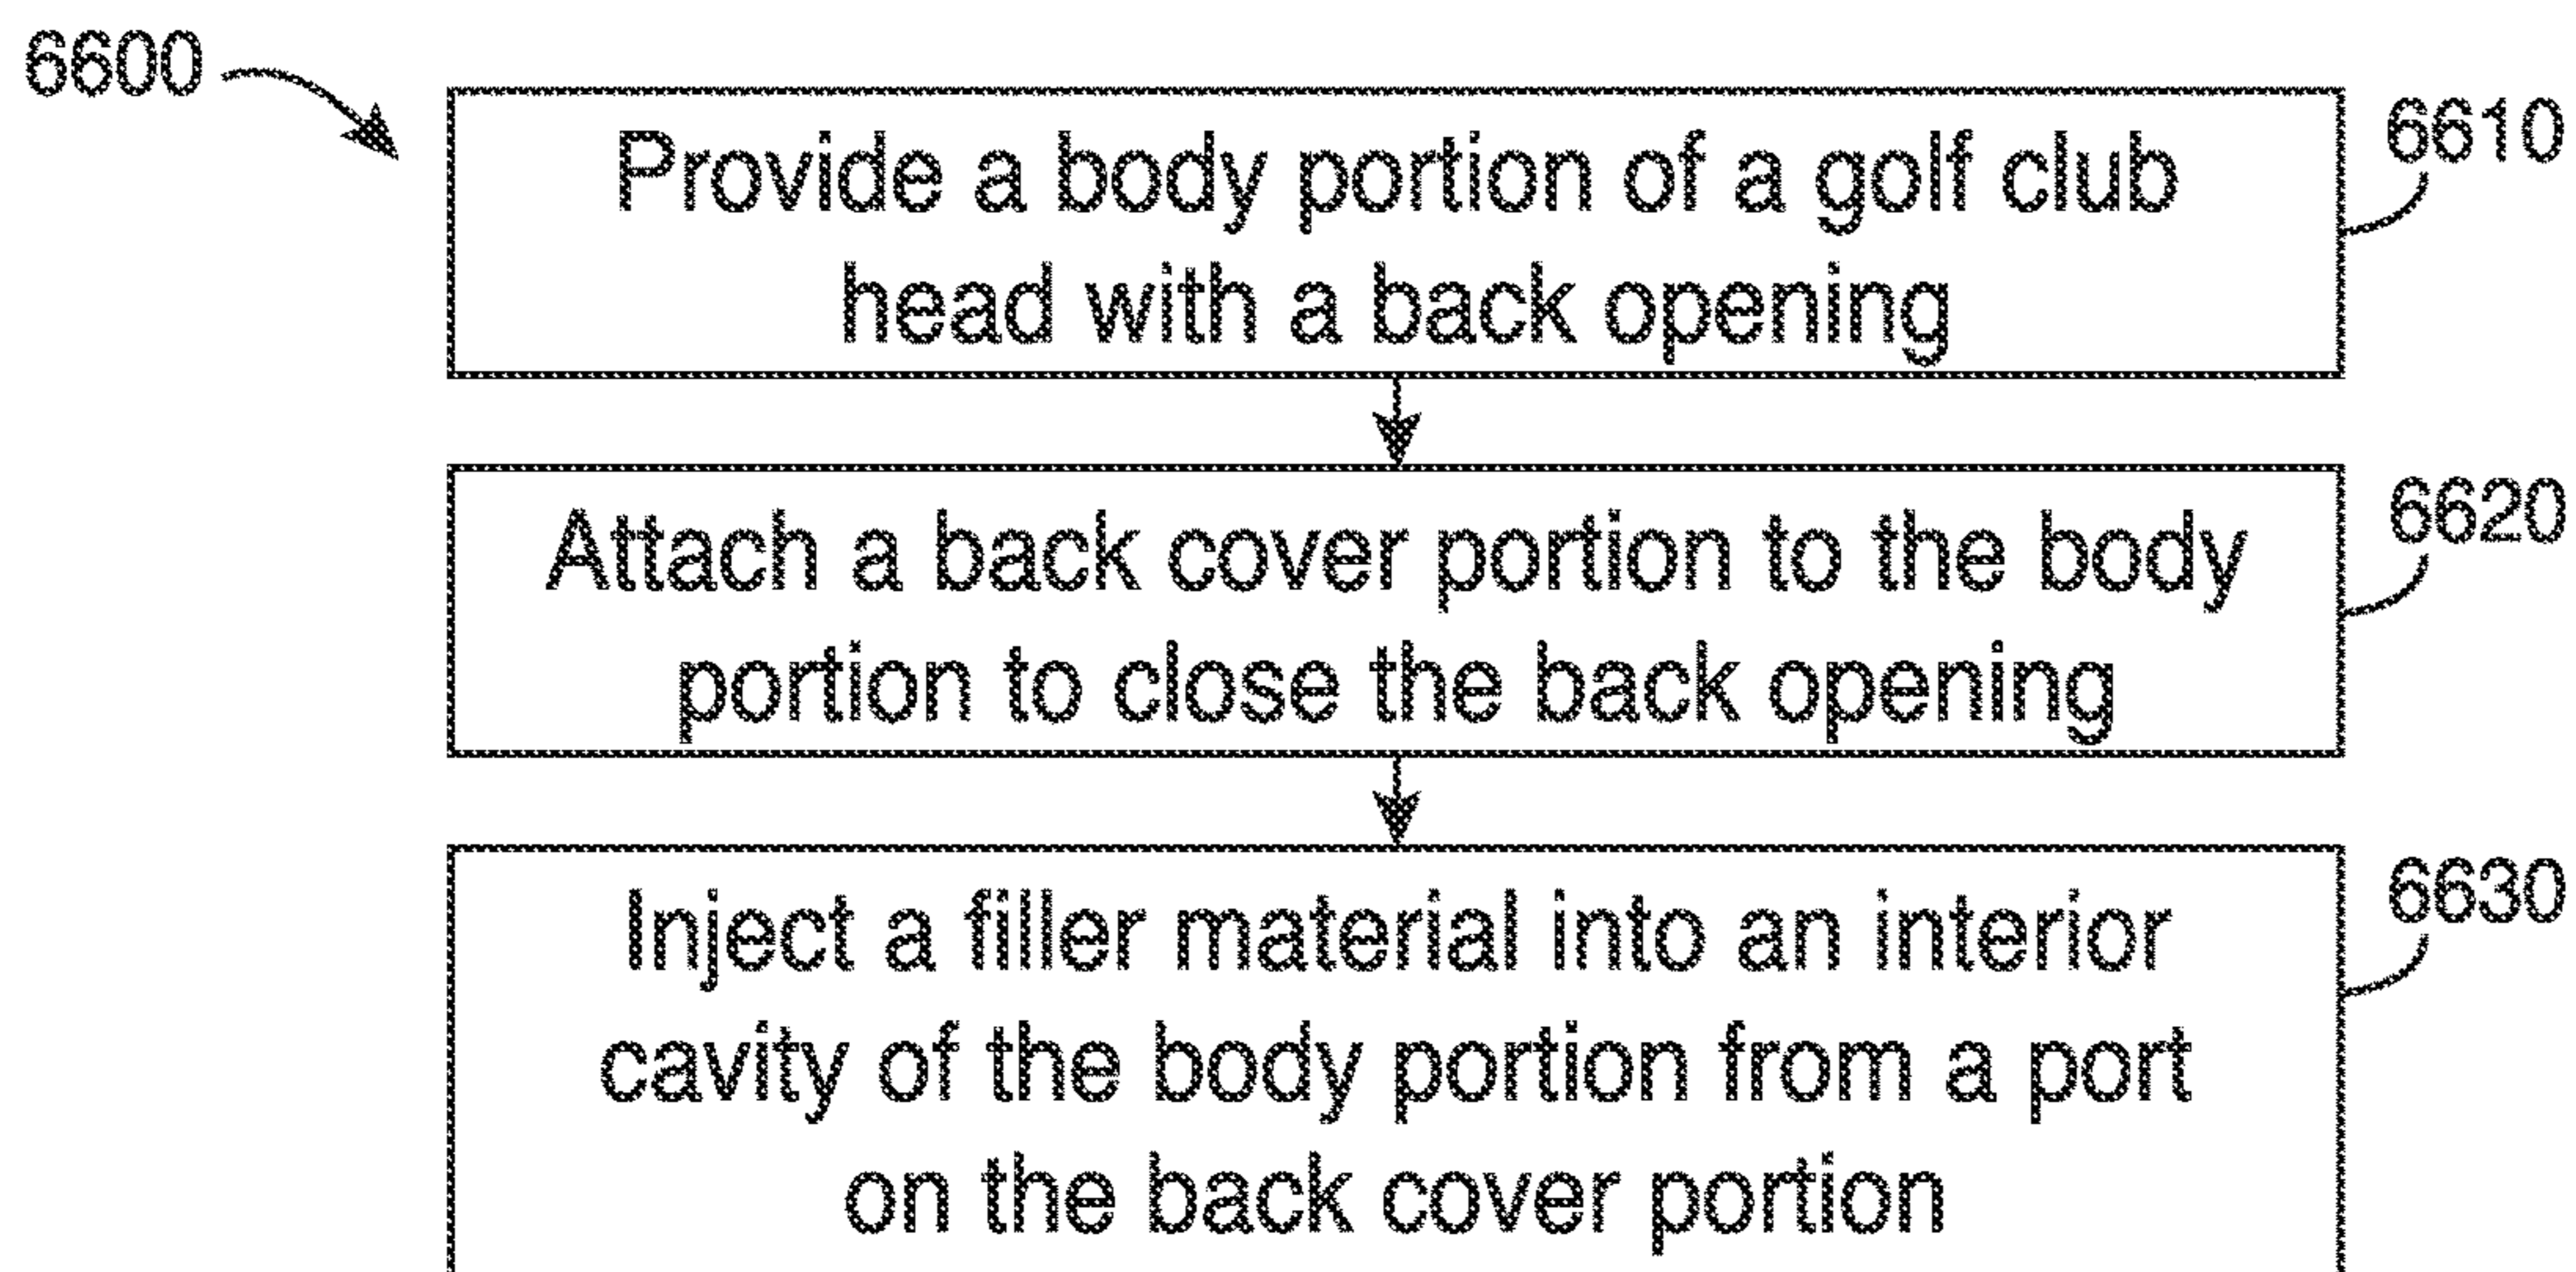 6600
6610
Provide a body portion of a golf club
head with a back opening
6620
Attach a back cover portion to the body
portion to close the back opening
6630
Inject a filler material into an interior
cavity of the body portion from a port
on the back cover portion